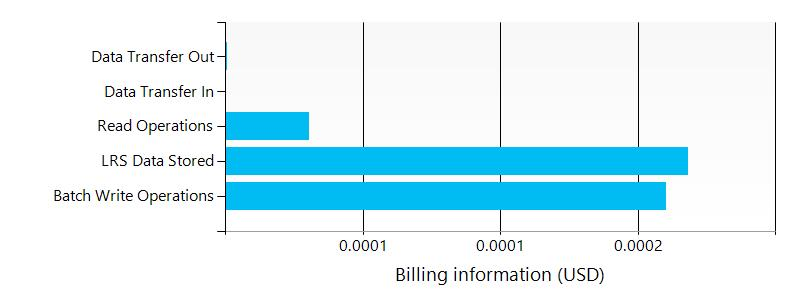 Data Transfer Out
Data Transfer In
Read Operations
LRS Data Stored
Batch Write Operations
0.0001 0.0001 0.0002
Billing information (USD)